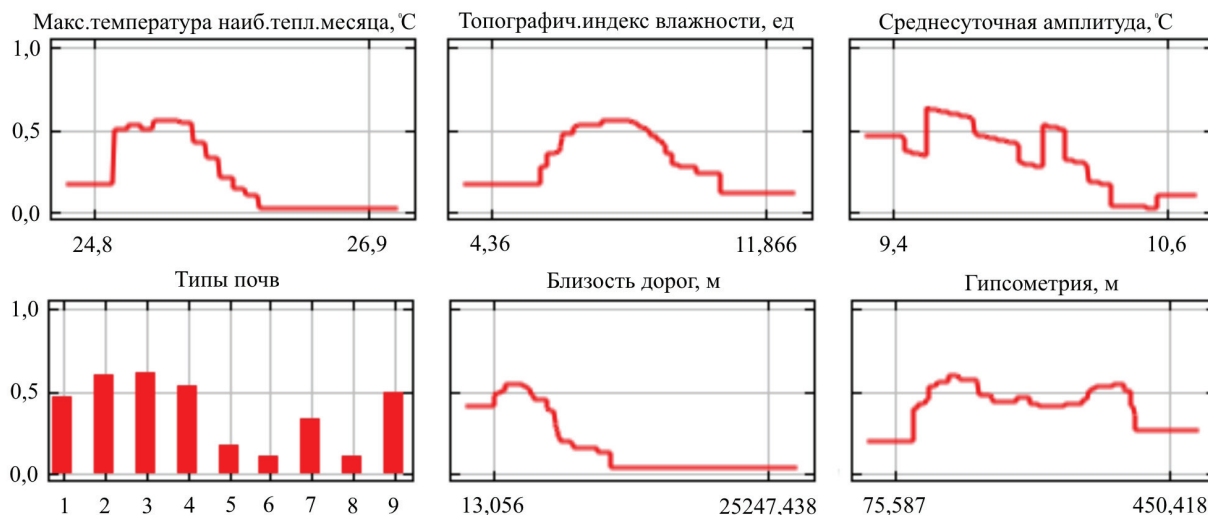 Макс.температура наиб.тепл.месяца,℃ Топографич.индекс влажности, ед Среднесуточная амплитуда,℃
1,0
0,5
0,0
24,8 26,9 4,36 11,866 9,4 10,6
Типы почв Близость дорог, м Гипсометрия, м
1,0
0,5
0,0
1 2 3 4 5 6 7 8 9 13,056 25247,438 75,587 450,418